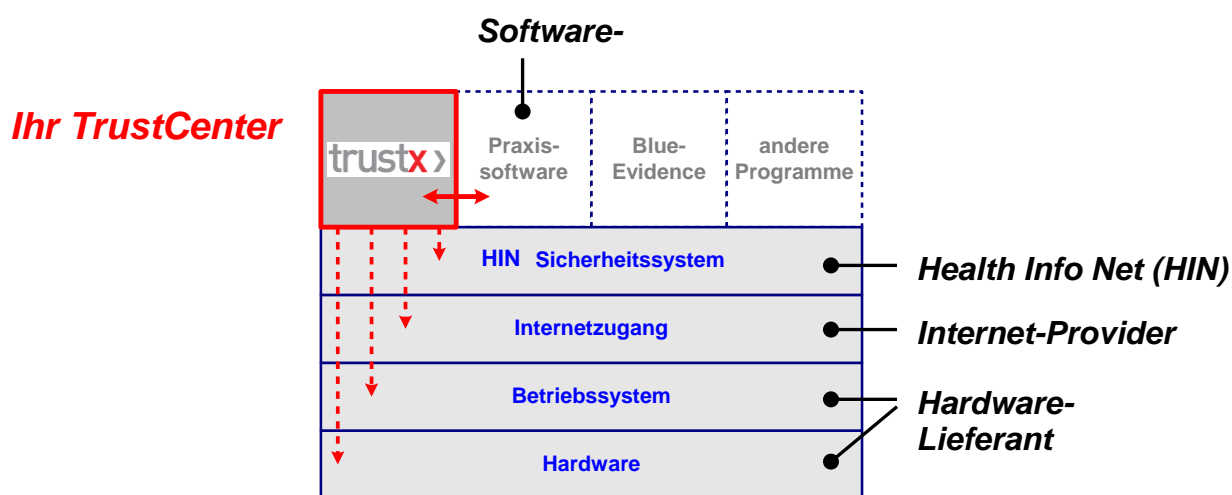 Software-
Ihr TrustCenter
trustx
Praxis-
software
Blue-
Evidence
andere
Programme
HIN Sicherheitssystem
Health Info Net (HIN)
Internetzugang
Internet-Provider
Betriebssystem
Hardware-
Lieferant
Hardware